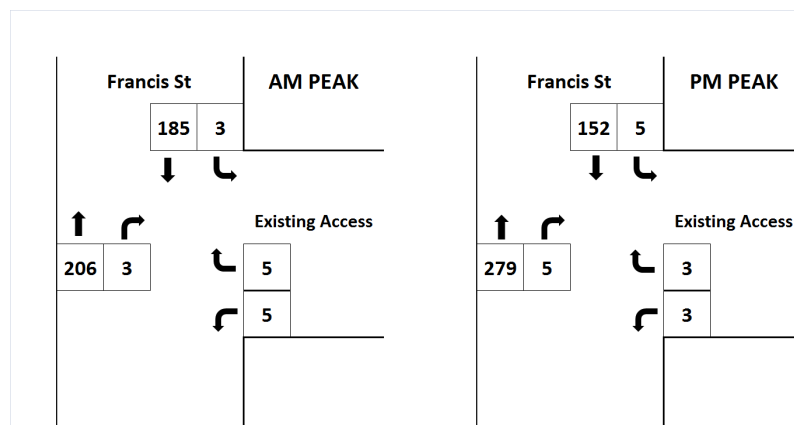 Francis St AM PEAK
185 3
Existing Access
206 3
5
5
Francis St PM PEAK
152 5
Existing Access
279 5
3
3